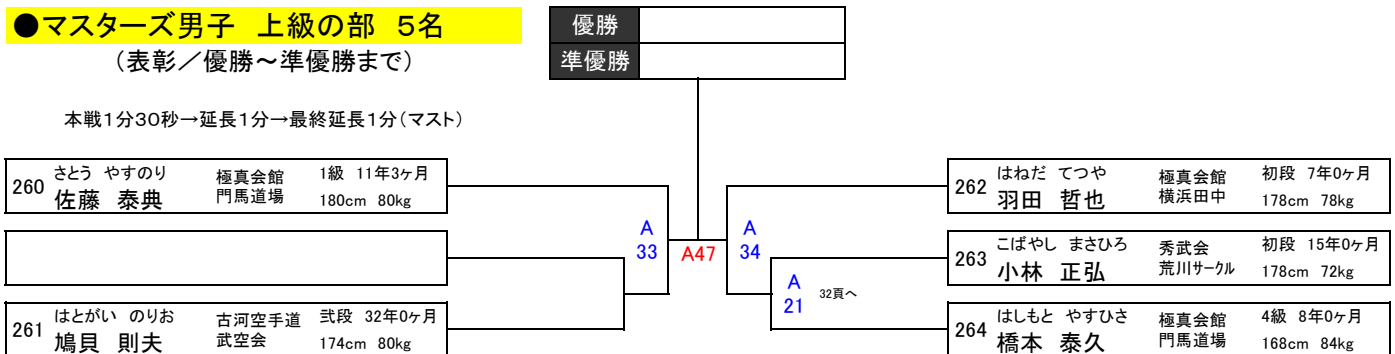 ●マスターズ男子 上級の部 5名
(表彰／優勝～準優勝まで)
優勝
準優勝
本戦1分30秒→延長1分→最終延長1分(マスト)
260 さとう やすのり 極真会館 1級 11年3ヶ月
佐藤 泰典 門馬道場 180cm 80kg
261 はとがい のりお 古河空手道 弐段 32年0ヶ月
鳩貝 則夫 武空会 174cm 80kg
A
33
A47
A
34
A
21
32頁へ
262 はねだ てつや 極真会館 初段 7年0ヶ月
羽田 哲也 横浜田中 178cm 78kg
263 こばやし まさひろ 秀武会 初段 15年0ヶ月
小林 正弘 荒川サークル 178cm 72kg
264 はしもと やすひさ 極真会館 4級 8年0ヶ月
橋本 泰久 門馬道場 168cm 84kg